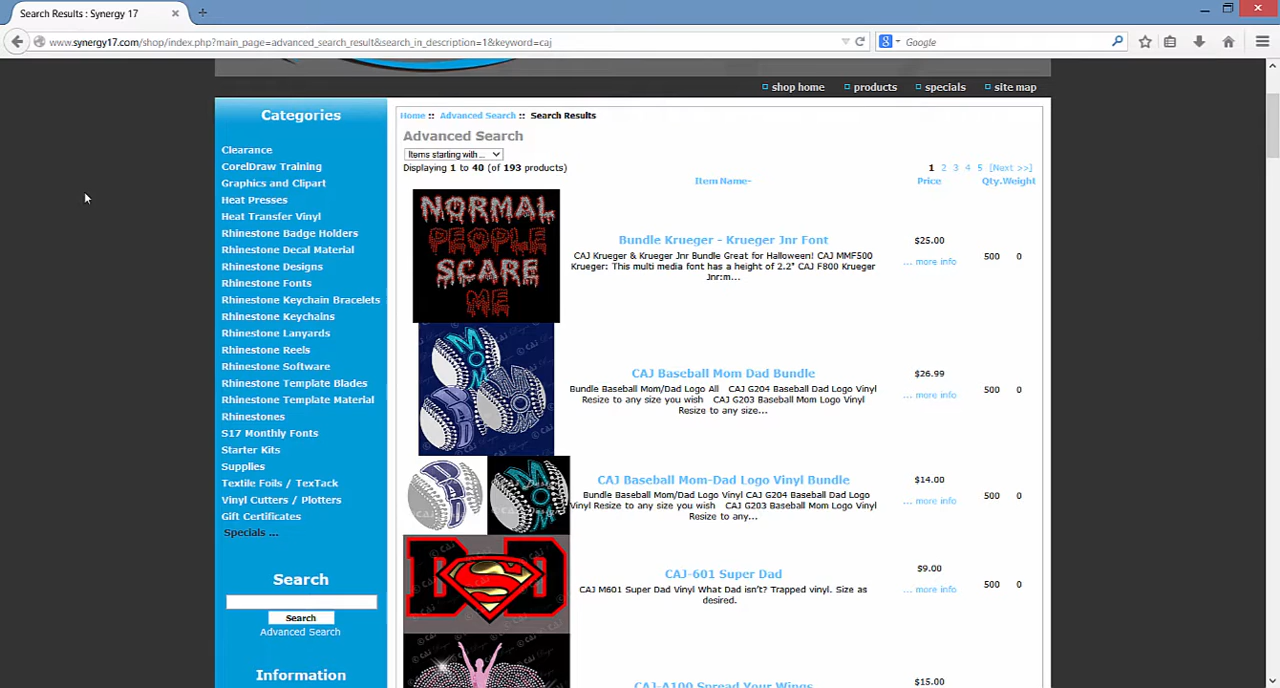 Search Results : Synergy 17
www.synergy17.com/shop/index.php?main_page=advanced_search_result&search_in_description=1&keyword=caj
Google
shop home
products
specials
site map
Categories
Clearance
CorelDraw Training
Graphics and Clipart
Heat Presses
Heat Transfer Vinyl
Rhinestone Badge Holders
Rhinestone Decal Material
Rhinestone Designs
Rhinestone Fonts
Rhinestone Keychain Bracelets
Rhinestone Keychains
Rhinestone Lanyards
Rhinestone Reels
Rhinestone Software
Rhinestone Template Blades
Rhinestone Template Material
Rhinestones
S17 Monthly Fonts
Starter Kits
Supplies
Textile Foils / TexTack
Vinyl Cutters / Plotters
Gift Certificates
Specials ...
Search
Search
Advanced Search
Information
Home :: Advanced Search :: Search Results
Advanced Search
Items starting with ...
Displaying 1 to 40 (of 193 products)
1 2 3 4 5 [Next >>]
Item Name- Price Qty.Weight
NORMAL
PEOPLE
SCARE
ME
Bundle Krueger - Krueger Jnr Font
CAJ Krueger & Krueger Jnr Bundle Great for Halloween! CAJ MMF500
Krueger: This multi media font has a height of 2.2" CAJ F800 Krueger
Jnr:m...
$25.00
... more info
500 0
MOM
DAD
CAJ Baseball Mom Dad Bundle
Bundle Baseball Mom/Dad Logo All CAJ G204 Baseball Dad Logo
Resize to any size you wish CAJ G203 Baseball Mom Logo Vinyl
Resize to any size...
$26.99
... more info
500 0
DAD
MOM
CAJ Baseball Mom-Dad Logo Vinyl Bundle
Bundle Baseball Mom/Dad Logo Vinyl CAJ G204 Baseball Dad Logo
Vinyl Resize to any size you wish CAJ G203 Baseball Mom Logo Vinyl
Resize to any...
$14.00
... more info
500 0
DSD
CAJ-601 Super Dad
CAJ M601 Super Dad Vinyl What Dad isn't? Trapped vinyl. Size as
desired.
$9.00
... more info
500 0
CAJ-A100 Spread Your Wings
$15.00